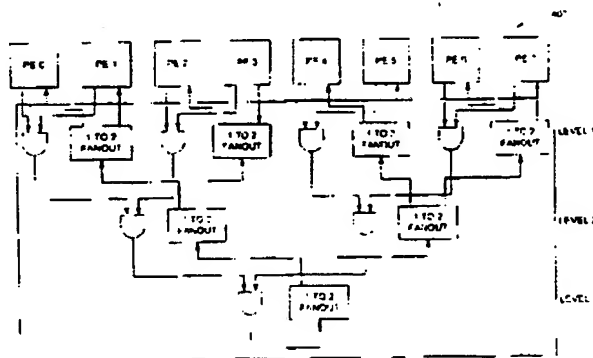 PE 0
PE 1
PE 2
PE 3
PE 4
PE 5
PE 6
PE 7
1 TO 2
FANOUT
1 TO 2
FANOUT
1 TO 2
FANOUT
1 TO 2
FANOUT
LEVEL 1
1 TO 2
FANOUT
1 TO 2
FANOUT
LEVEL 2
1 TO 2
FANOUT
LEVEL